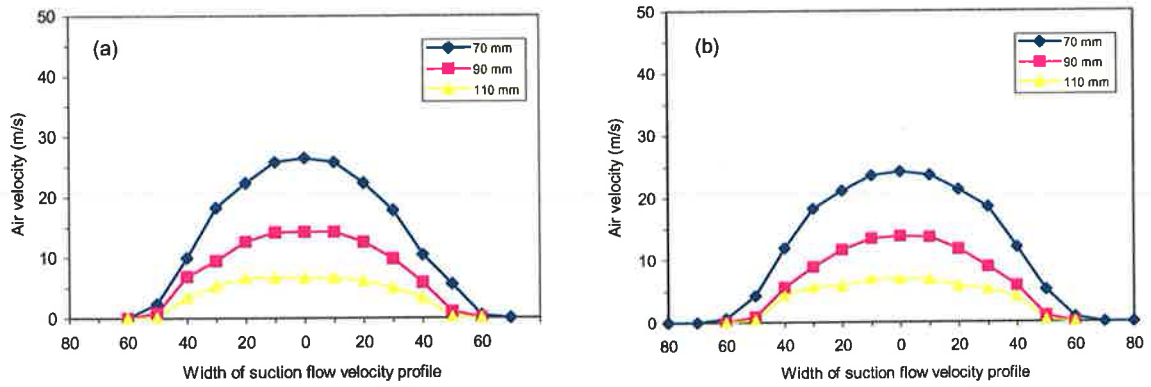 (a)
50
40
30
20
10
0
Air velocity (m/s)
70 mm
90 mm
110 mm
80 60 40 20 0 20 40 60
Width of suction flow velocity profile
(b)
50
40
30
20
10
0
Air velocity (m/s)
70 mm
90 mm
110 mm
80 60 40 20 0 20 40 60 80
Width of suction flow velocity profile